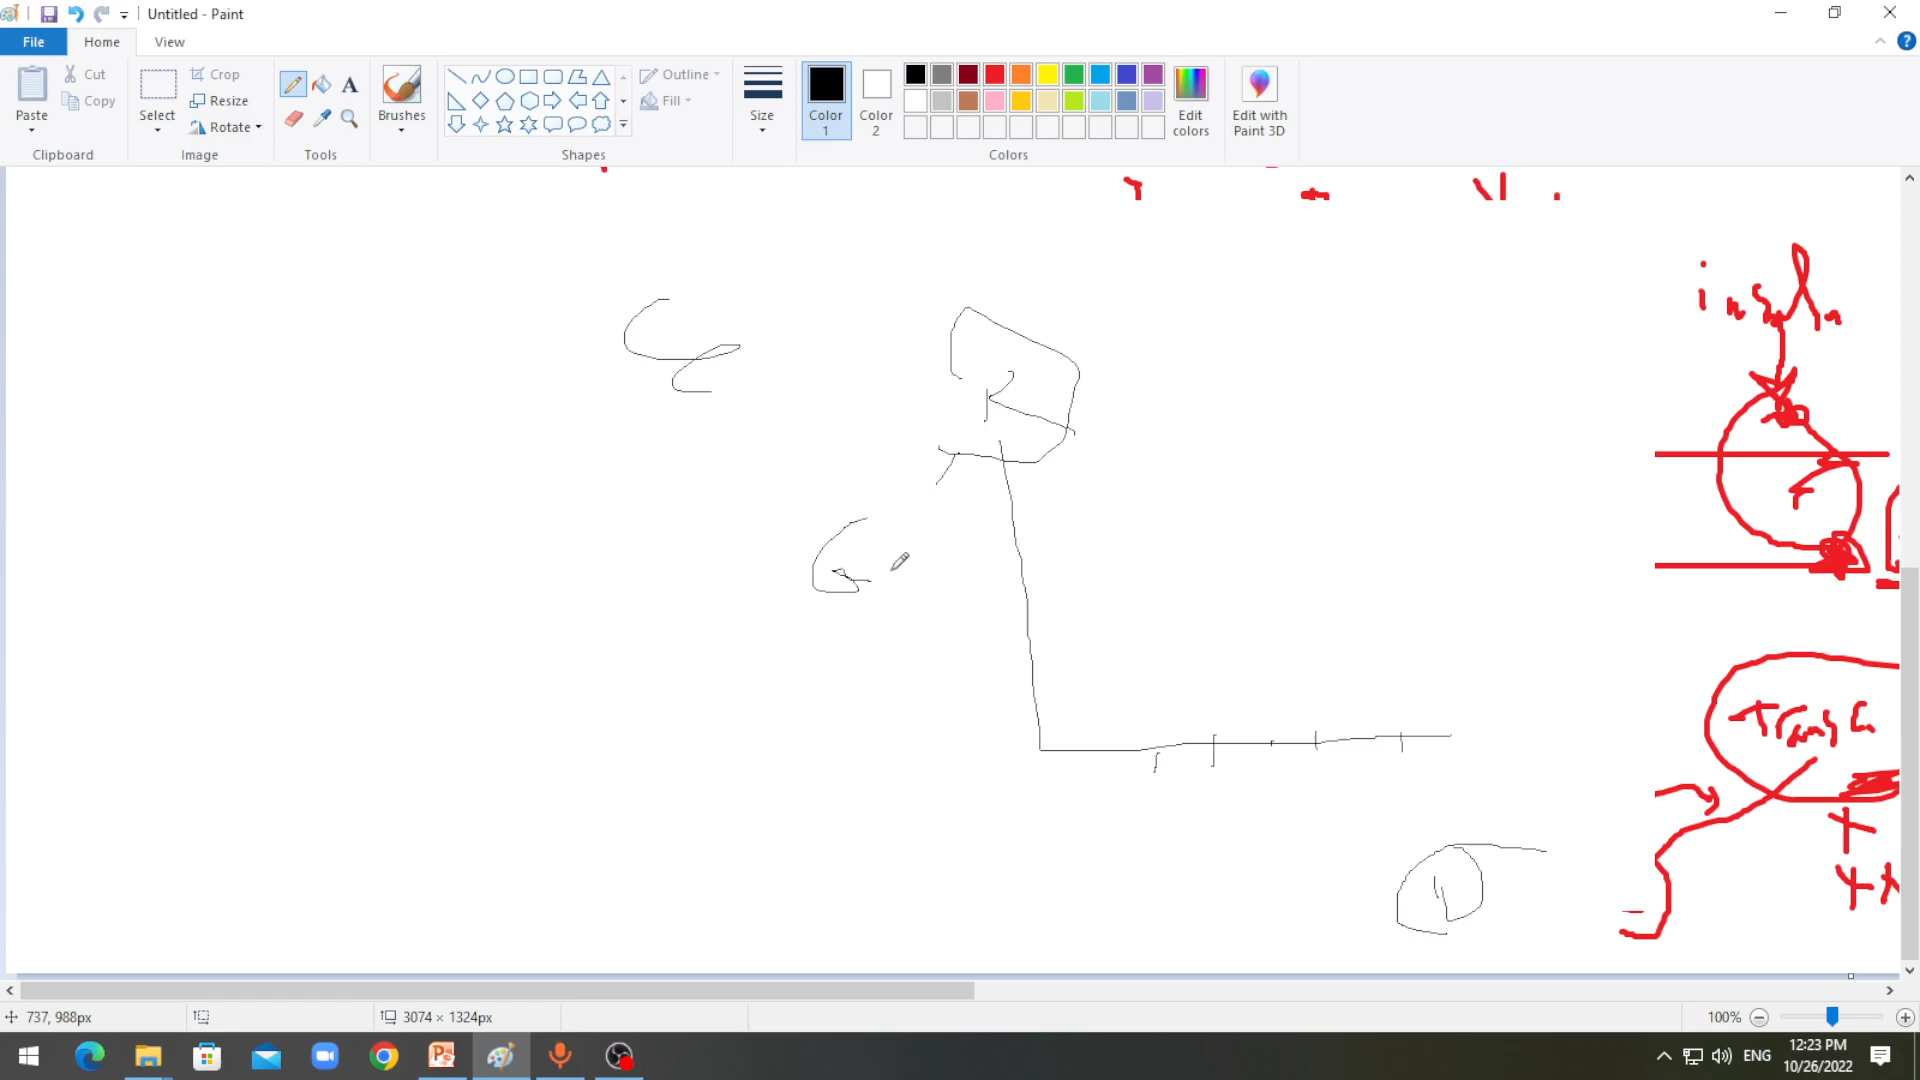 Untitled - Paint
File Home View
Paste
Cut
Copy
Clipboard
Select
Crop
Resize
Rotate
Image
Tools
Brushes
Shapes
Outline
Fill
Size
Color 1
Color 2
Edit colors
Colors
Edit with Paint 3D
R
737, 988px
3074 × 1324px
100%
ENG
12:23 PM
10/26/2022